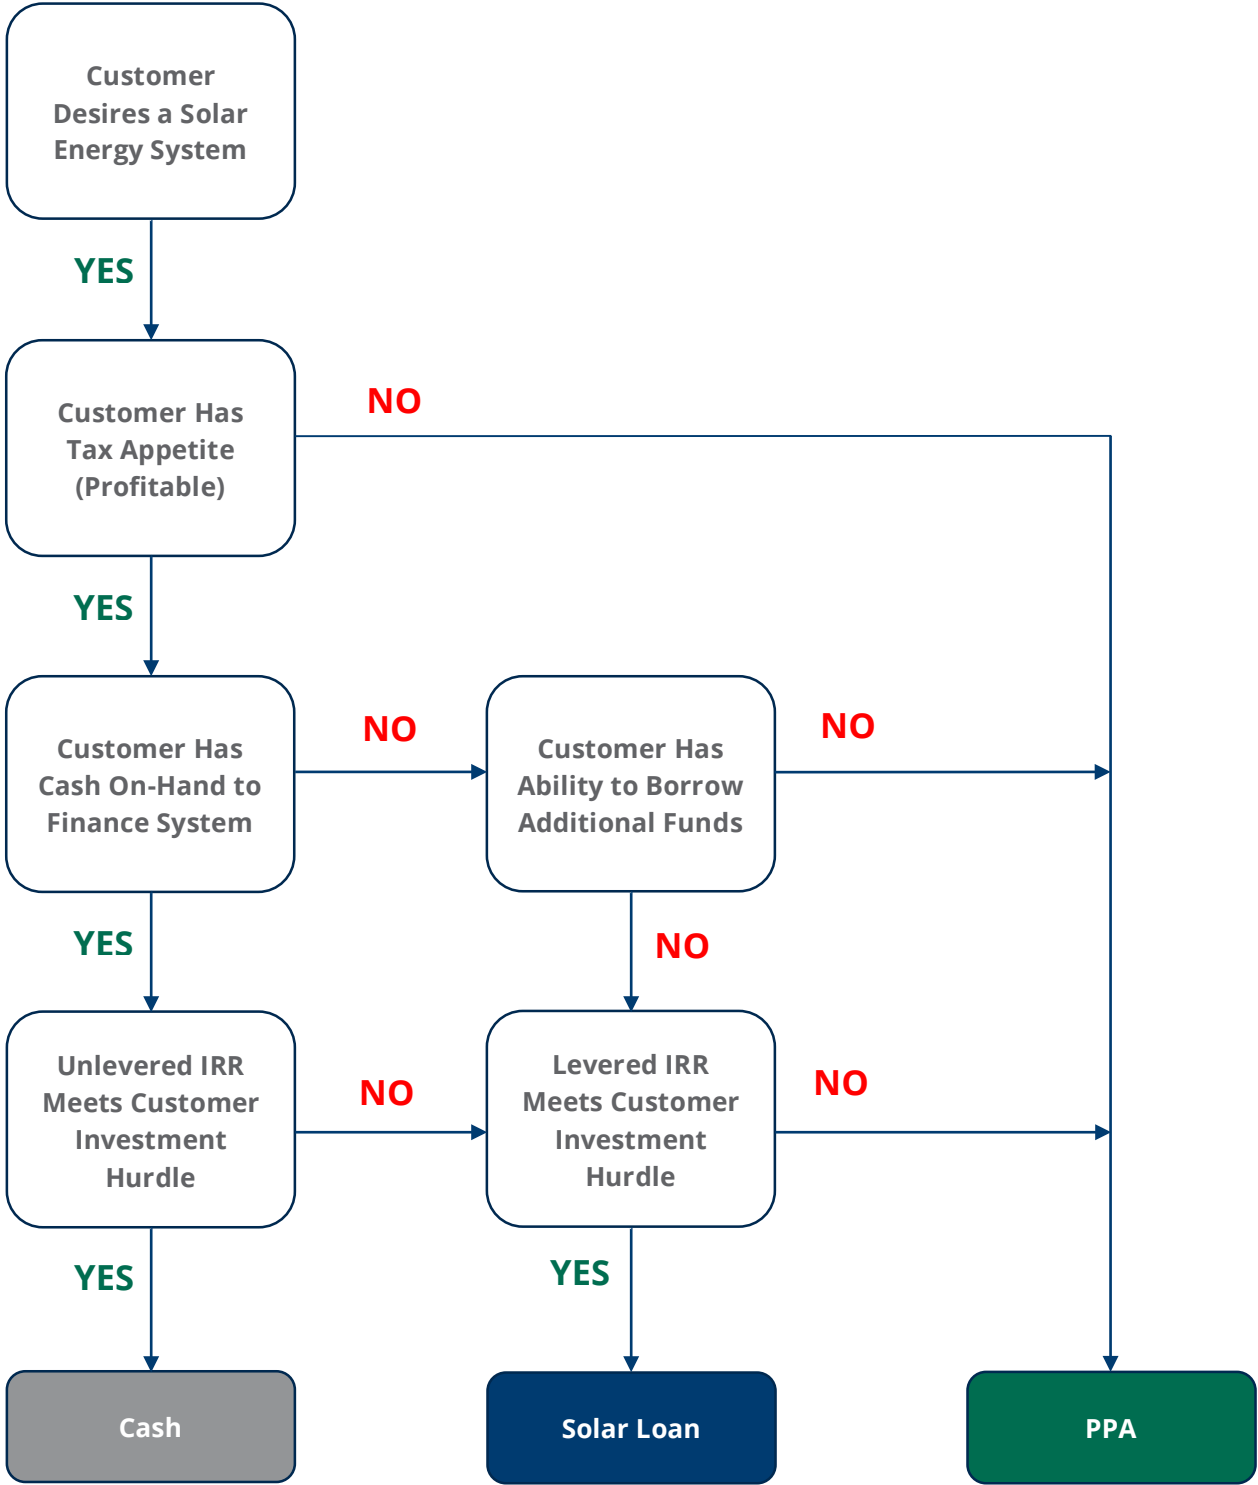 Customer
Desires a Solar
Energy System
YES
Customer Has
Tax Appetite
(Profitable)
NO
YES
Customer Has
Cash On-Hand to
Finance System
NO
Customer Has
Ability to Borrow
Additional Funds
NO
YES
NO
Unlevered IRR
Meets Customer
Investment
Hurdle
NO
Levered IRR
Meets Customer
Investment
Hurdle
NO
YES
YES
Cash
Solar Loan
PPA